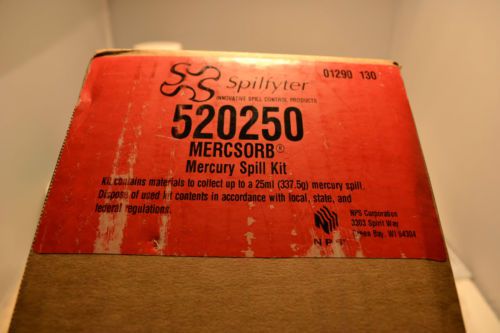 Spilfyter
01290 130
INNOVATIVE SPILL CONTROL PRODUCTS
520250
MERCSORB®
Mercury Spill Kit
Kit contains materials to collect up to a 25ml (337.5g) mercury spill.
Dispose of used kit contents in accordance with local, state, and
federal regulations.
NPS
NPS Corporation
3303 Spirit Way
Green Bay, WI 54304